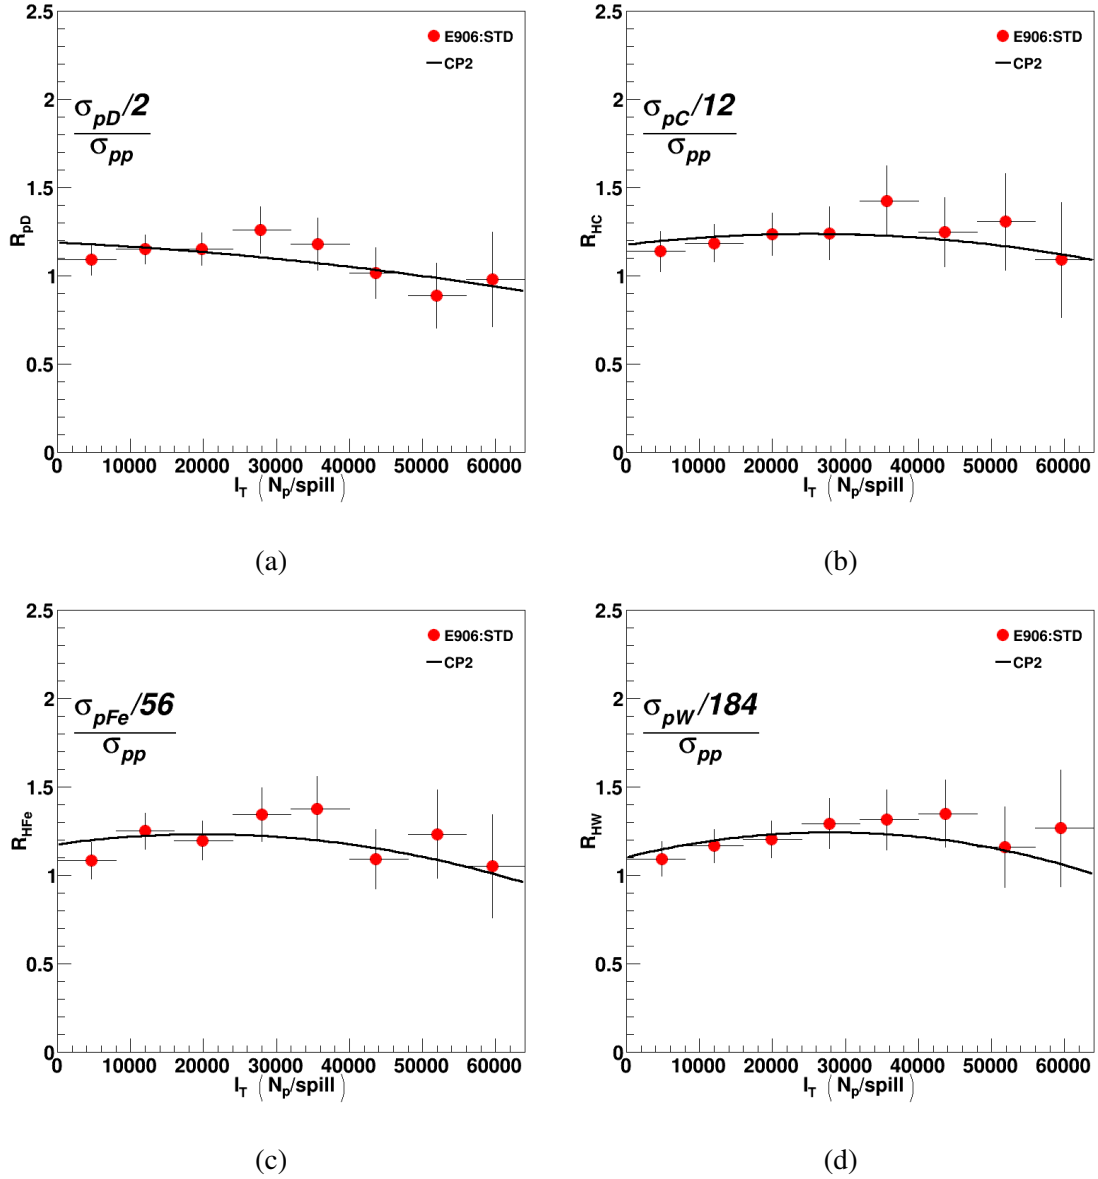 2.5
2
1.5
1
0.5
0
E906:STD
CP2
σpD/2
σpp
RpD
0 10000 20000 30000 40000 50000 60000
IT ( Np/spill )
(a)
2.5
2
1.5
1
0.5
0
E906:STD
CP2
σpC/12
σpp
RHC
0 10000 20000 30000 40000 50000 60000
IT ( Np/spill )
(b)
2.5
2
1.5
1
0.5
0
E906:STD
CP2
σpFe/56
σpp
RHFe
0 10000 20000 30000 40000 50000 60000
IT ( Np/spill )
(c)
2.5
2
1.5
1
0.5
0
E906:STD
CP2
σpW/184
σpp
RHW
0 10000 20000 30000 40000 50000 60000
IT ( Np/spill )
(d)